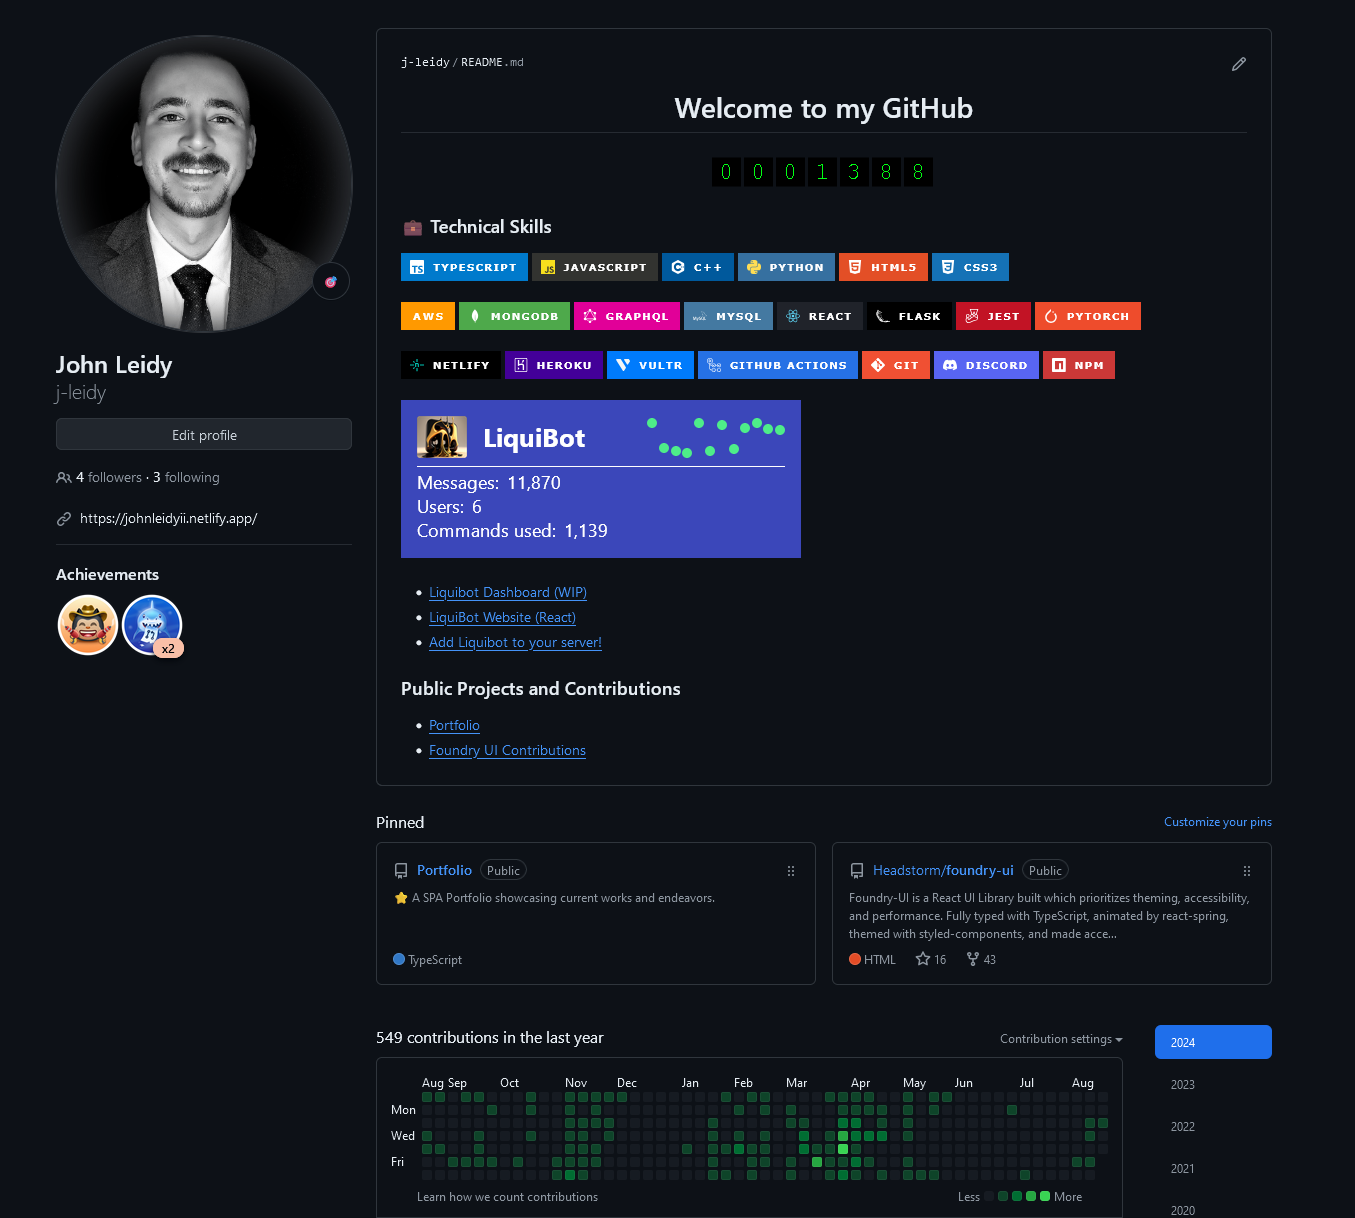 j-leidy/README.md
Welcome to my GitHub
0 0 0 1 3 8 8
Technical Skills
TS TYPESCRIPT JS JAVASCRIPT C++ PYTHON HTML5 CSS3
AWS MONGODB GRAPHQL MySQL MYSQL REACT FLASK JEST PYTORCH
NETLIFY HEROKU VULTR GITHUB ACTIONS GIT DISCORD NPM
LiquiBot
Messages: 11,870
Users: 6
Commands used: 1,139
Liquibot Dashboard (WIP)
LiquiBot Website (React)
Add Liquibot to your server!
Public Projects and Contributions
Portfolio
Foundry UI Contributions
John Leidy
j-leidy
Edit profile
4 followers · 3 following
https://johnleidyii.netlify.app/
Achievements
x2
Pinned
Customize your pins
Portfolio Public
A SPA Portfolio showcasing current works and endeavors.
TypeScript
Headstorm/foundry-ui Public
Foundry-UI is a React UI Library built which prioritizes theming, accessibility,
and performance. Fully typed with TypeScript, animated by react-spring,
themed with styled-components, and made acce...
HTML 16 43
549 contributions in the last year
Contribution settings
Aug Sep Oct Nov Dec Jan Feb Mar Apr May Jun Jul Aug
Mon
Wed
Fri
Learn how we count contributions
Less More
2024
2023
2022
2021
2020